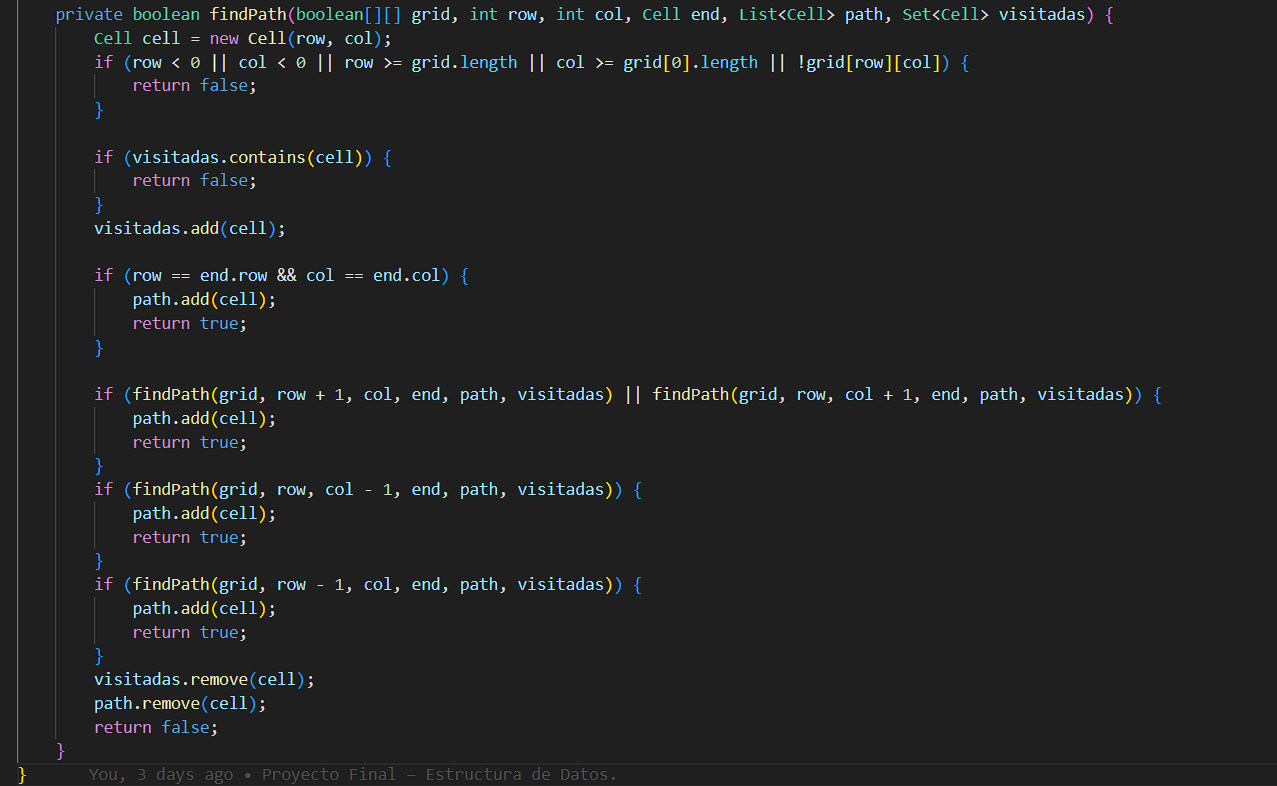 private boolean findPath(boolean[][] grid, int row, int col, Cell end, List<Cell> path, Set<Cell> visitadas) {
Cell cell = new Cell(row, col);
if (row < 0 || col < 0 || row >= grid.length || col >= grid[0].length || !grid[row][col]) {
return false;
}
if (visitadas.contains(cell)) {
return false;
}
visitadas.add(cell);
if (row == end.row && col == end.col) {
path.add(cell);
return true;
}
if (findPath(grid, row + 1, col, end, path, visitadas) || findPath(grid, row, col + 1, end, path, visitadas)) {
path.add(cell);
return true;
}
if (findPath(grid, row, col - 1, end, path, visitadas)) {
path.add(cell);
return true;
}
if (findPath(grid, row - 1, col, end, path, visitadas)) {
path.add(cell);
return true;
}
visitadas.remove(cell);
path.remove(cell);
return false;
}
} You, 3 days ago • Proyecto Final – Estructura de Datos.